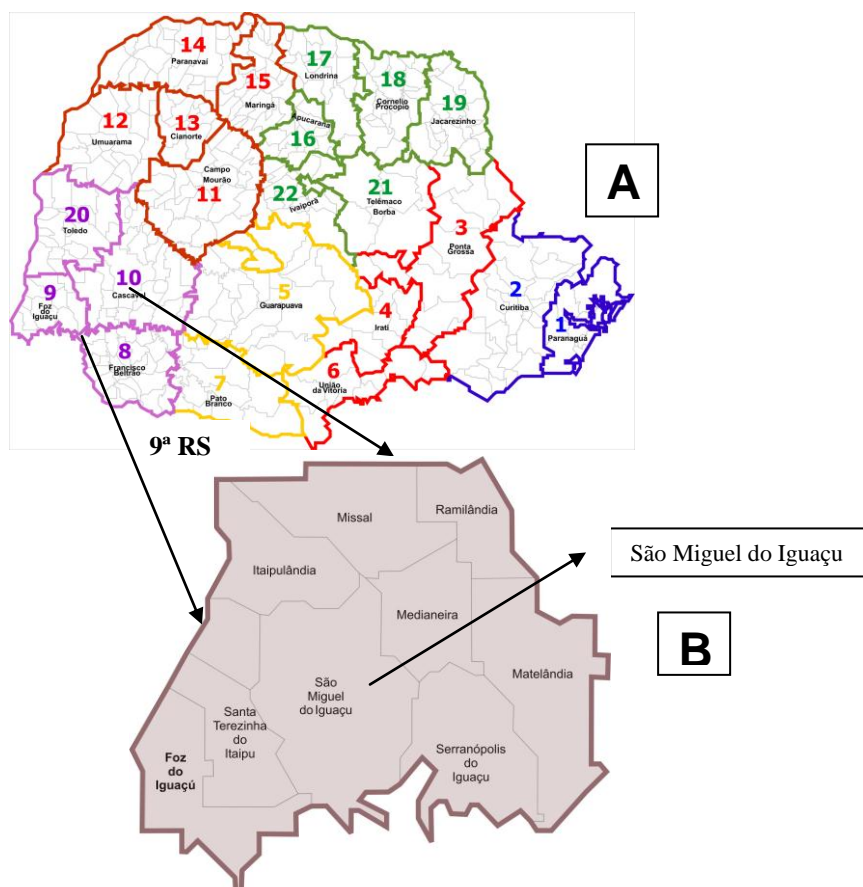 14
Paranavaí
17
Londrina
18
Cornelio
Procopio
19
Jacarezinho
15
Maringá
12
Umuarama
13
Cianorte
Apucarana
16
Campo
Mourão
11
22
Ivaiporã
21
Telêmaco
Borba
A
20
Toledo
3
Ponta
Grossa
9
Foz
do
Iguaçu
10
Cascavel
5
Guarapuava
4
Irati
2
Curitiba
1
Paranaguá
8
Francisco
Beltrão
7
Pato
Branco
6
União
da Vitória
9ª RS
Missal
Ramilândia
São Miguel do Iguaçu
Itaipulândia
Medianeira
B
São
Miguel
do Iguaçu
Matelândia
Santa
Terezinha
do
Itaipu
Foz
do
Iguaçú
Serranópolis
do
Iguaçu